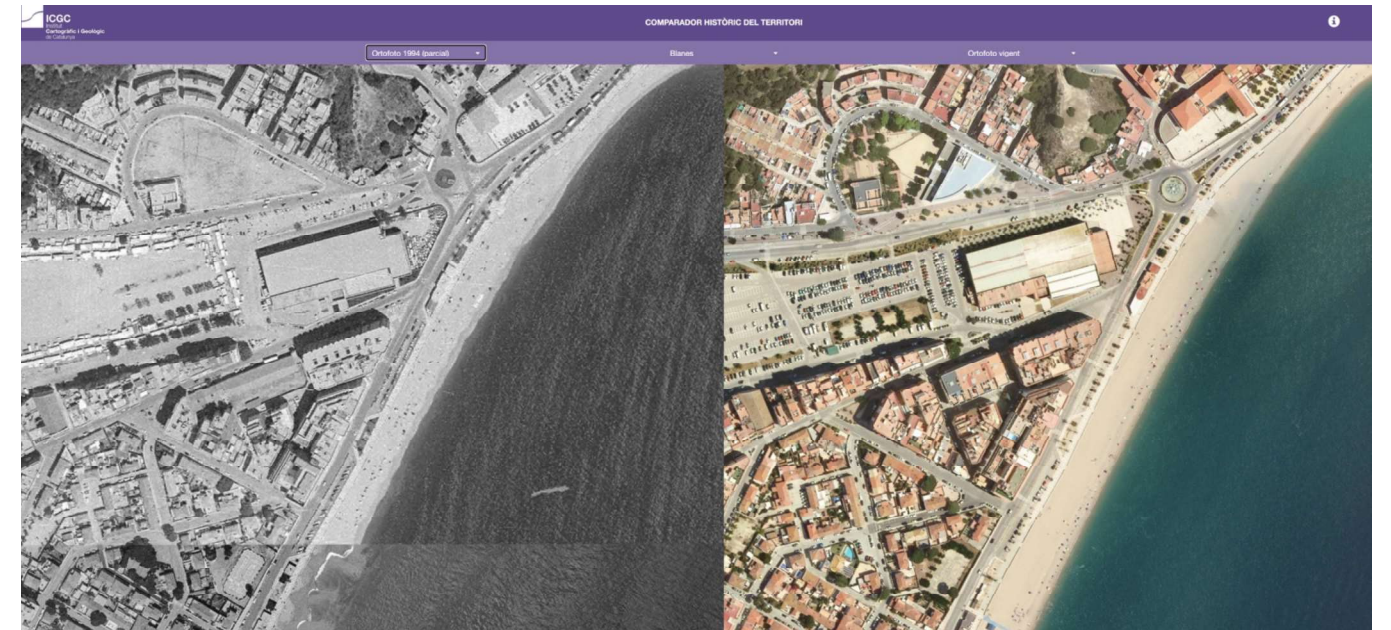 ICGC
Institut
Cartogràfic i Geològic
de Catalunya
COMPARADOR HISTÒRIC DEL TERRITORI
Ortofoto 1994 (parcial)
Blanes
Ortofoto vigent